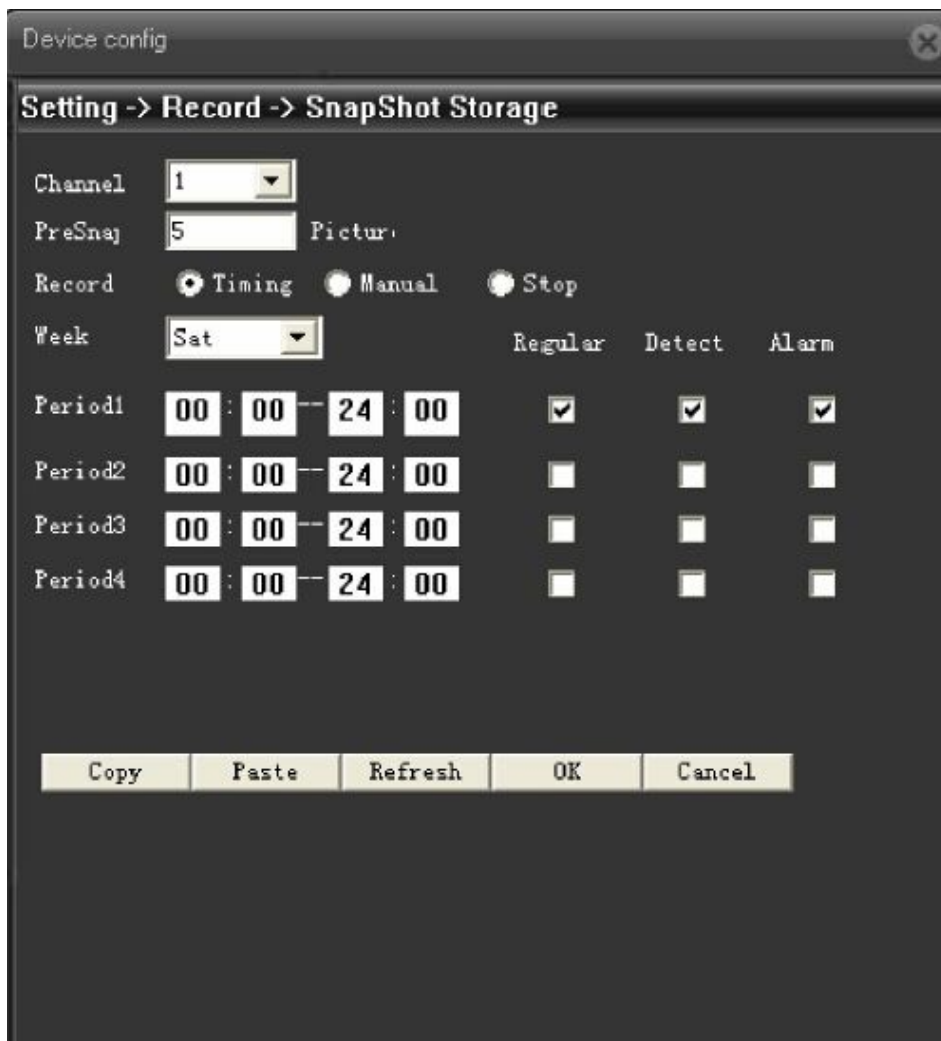 Device config
Setting -> Record -> SnapShot Storage
Channel 1
PreSnap 5 Pictur
Record Timing Manual Stop
Week Sat Regular Detect Alarm
Period1 00 : 00 -- 24 : 00
Period2 00 : 00 -- 24 : 00
Period3 00 : 00 -- 24 : 00
Period4 00 : 00 -- 24 : 00
Copy Paste Refresh OK Cancel